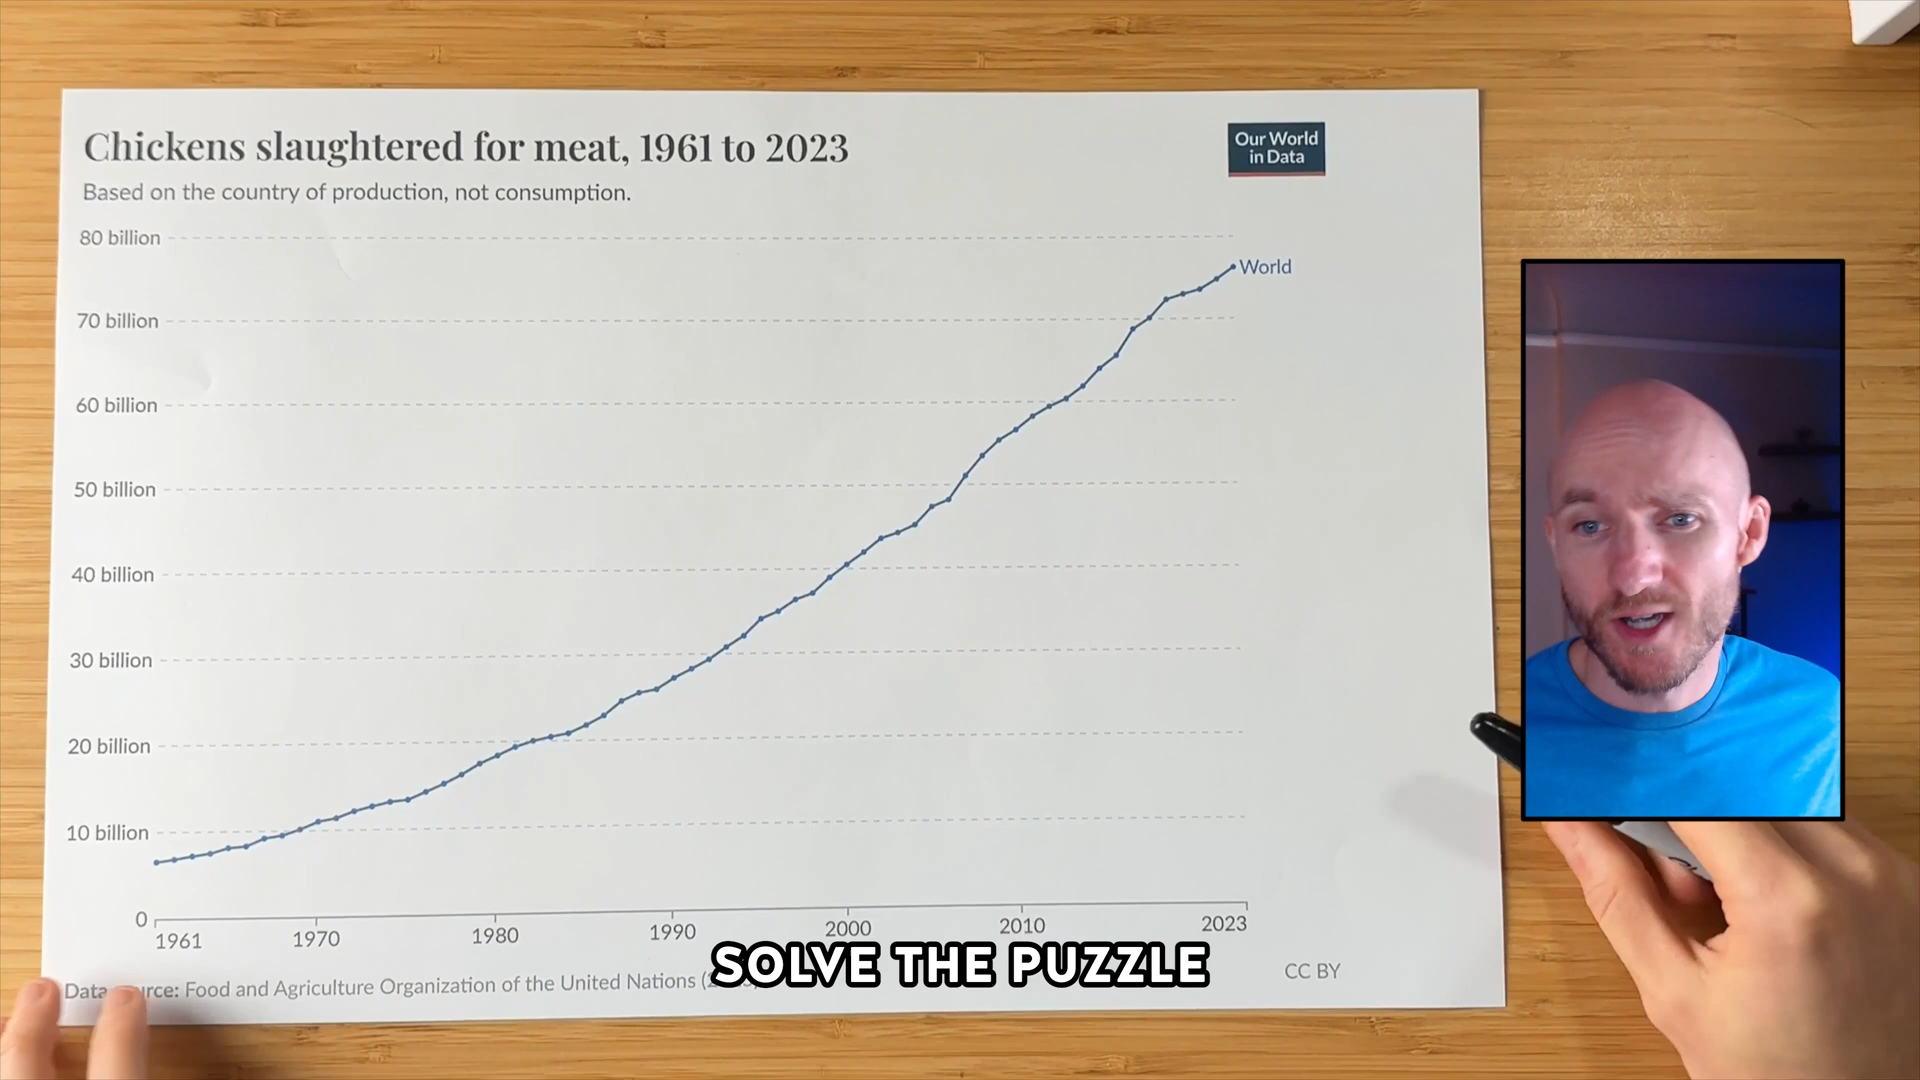 Chickens slaughtered for meat, 1961 to 2023
Our World
in Data
Based on the country of production, not consumption.
80 billion
World
70 billion
60 billion
50 billion
40 billion
30 billion
20 billion
10 billion
0
1961
1970
1980
1990
2000
2010
2023
SOLVE THE PUZZLE
Food and Agriculture Organization of the United Nations
CC BY